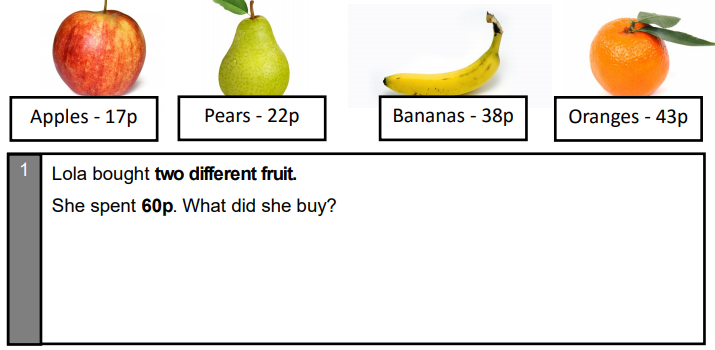 Apples - 17p
Pears - 22p
Bananas - 38p
Oranges - 43p
1
Lola bought two different fruit.
She spent 60p. What did she buy?